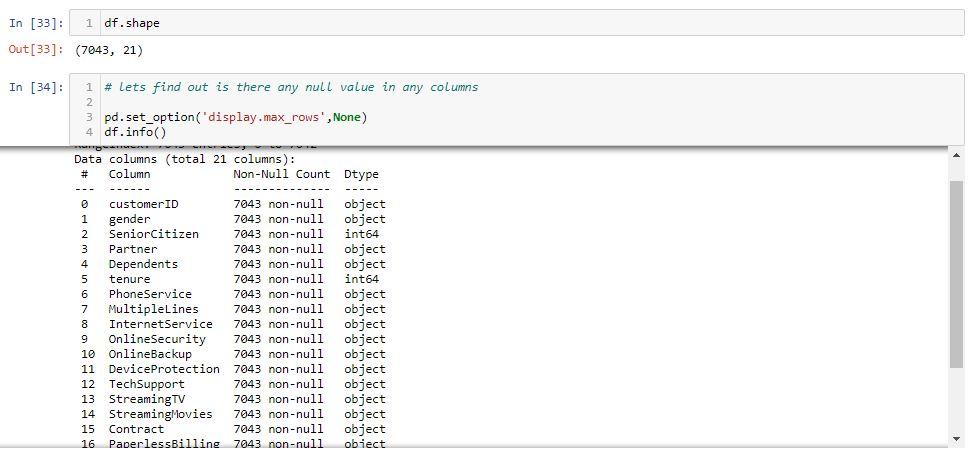 In [33]: 1 df.shape
Out[33]: (7043, 21)
In [34]: 1 # lets find out is there any null value in any columns
2
3 pd.set_option('display.max_rows',None)
4 df.info()
RangeIndex: 7043 entries, 0 to 7042
Data columns (total 21 columns):
# Column Non-Null Count Dtype
--- ------ -------------- -----
0 customerID 7043 non-null object
1 gender 7043 non-null object
2 SeniorCitizen 7043 non-null int64
3 Partner 7043 non-null object
4 Dependents 7043 non-null object
5 tenure 7043 non-null int64
6 PhoneService 7043 non-null object
7 MultipleLines 7043 non-null object
8 InternetService 7043 non-null object
9 OnlineSecurity 7043 non-null object
10 OnlineBackup 7043 non-null object
11 DeviceProtection 7043 non-null object
12 TechSupport 7043 non-null object
13 StreamingTV 7043 non-null object
14 StreamingMovies 7043 non-null object
15 Contract 7043 non-null object
16 PaperlessBilling 7043 non-null object